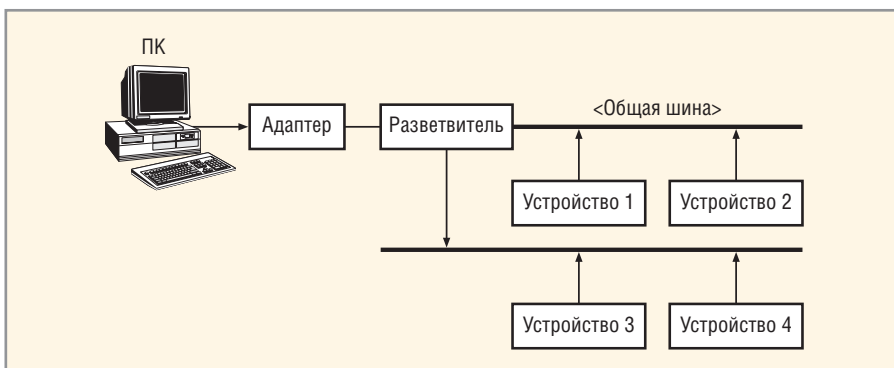 ПК
Адаптер
Разветвитель
<Общая шина>
Устройство 1
Устройство 2
Устройство 3
Устройство 4